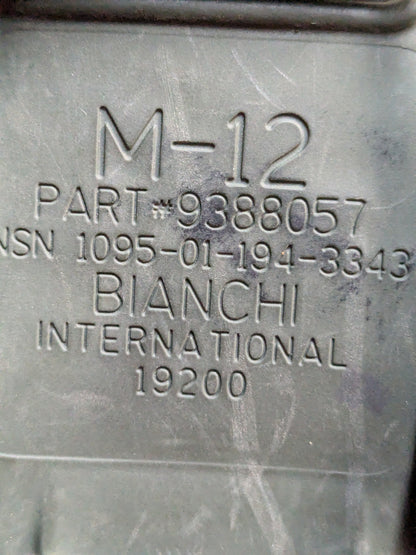 M-12
PART #9388057
NSN 1095-01-194-3343
BIANCHI
INTERNATIONAL
19200